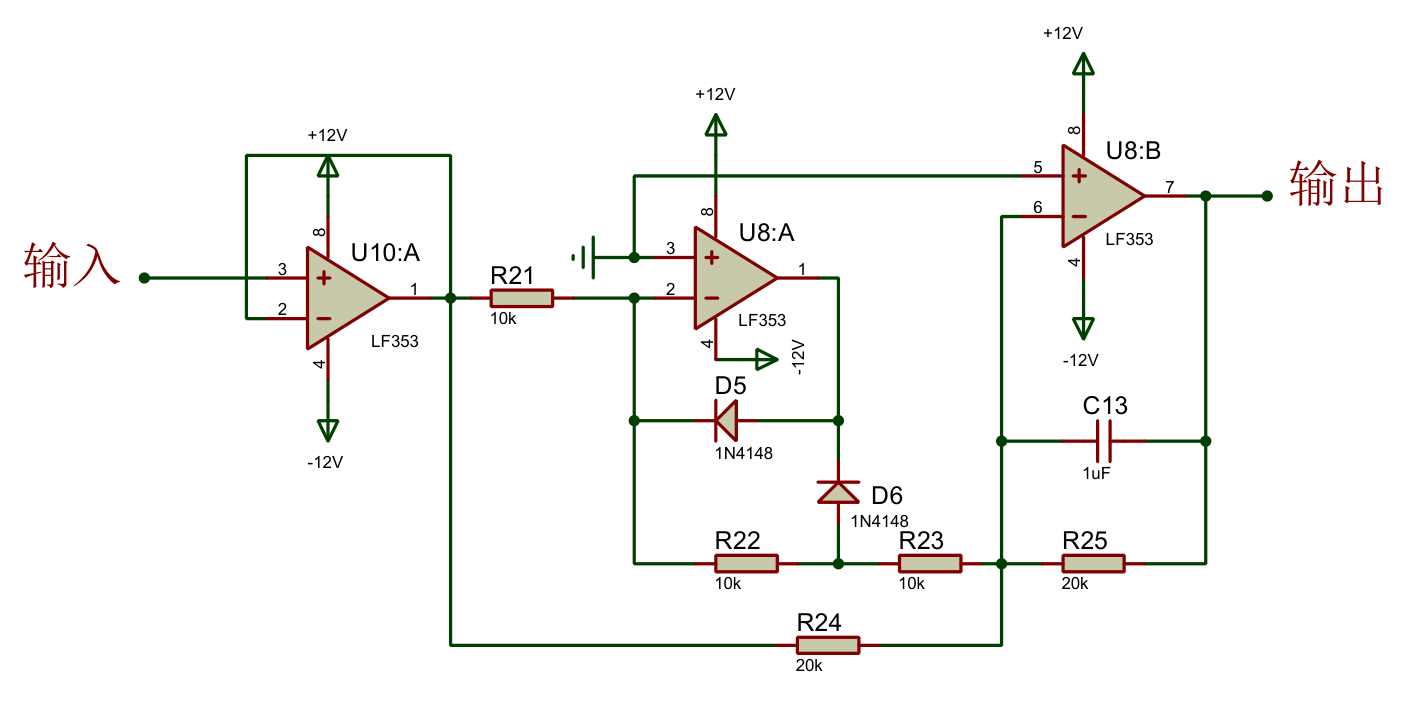 +12V
+12V
+12V
8
U8:B
5
+
7
输出
6
−
LF353
4
-12V
8
U8:A
3
+
1
2
−
LF353
4
-12V
输入
8
U10:A
3
+
1
2
−
LF353
4
-12V
R21
10k
D5
1N4148
D6
1N4148
C13
1uF
R22
10k
R23
10k
R25
20k
R24
20k